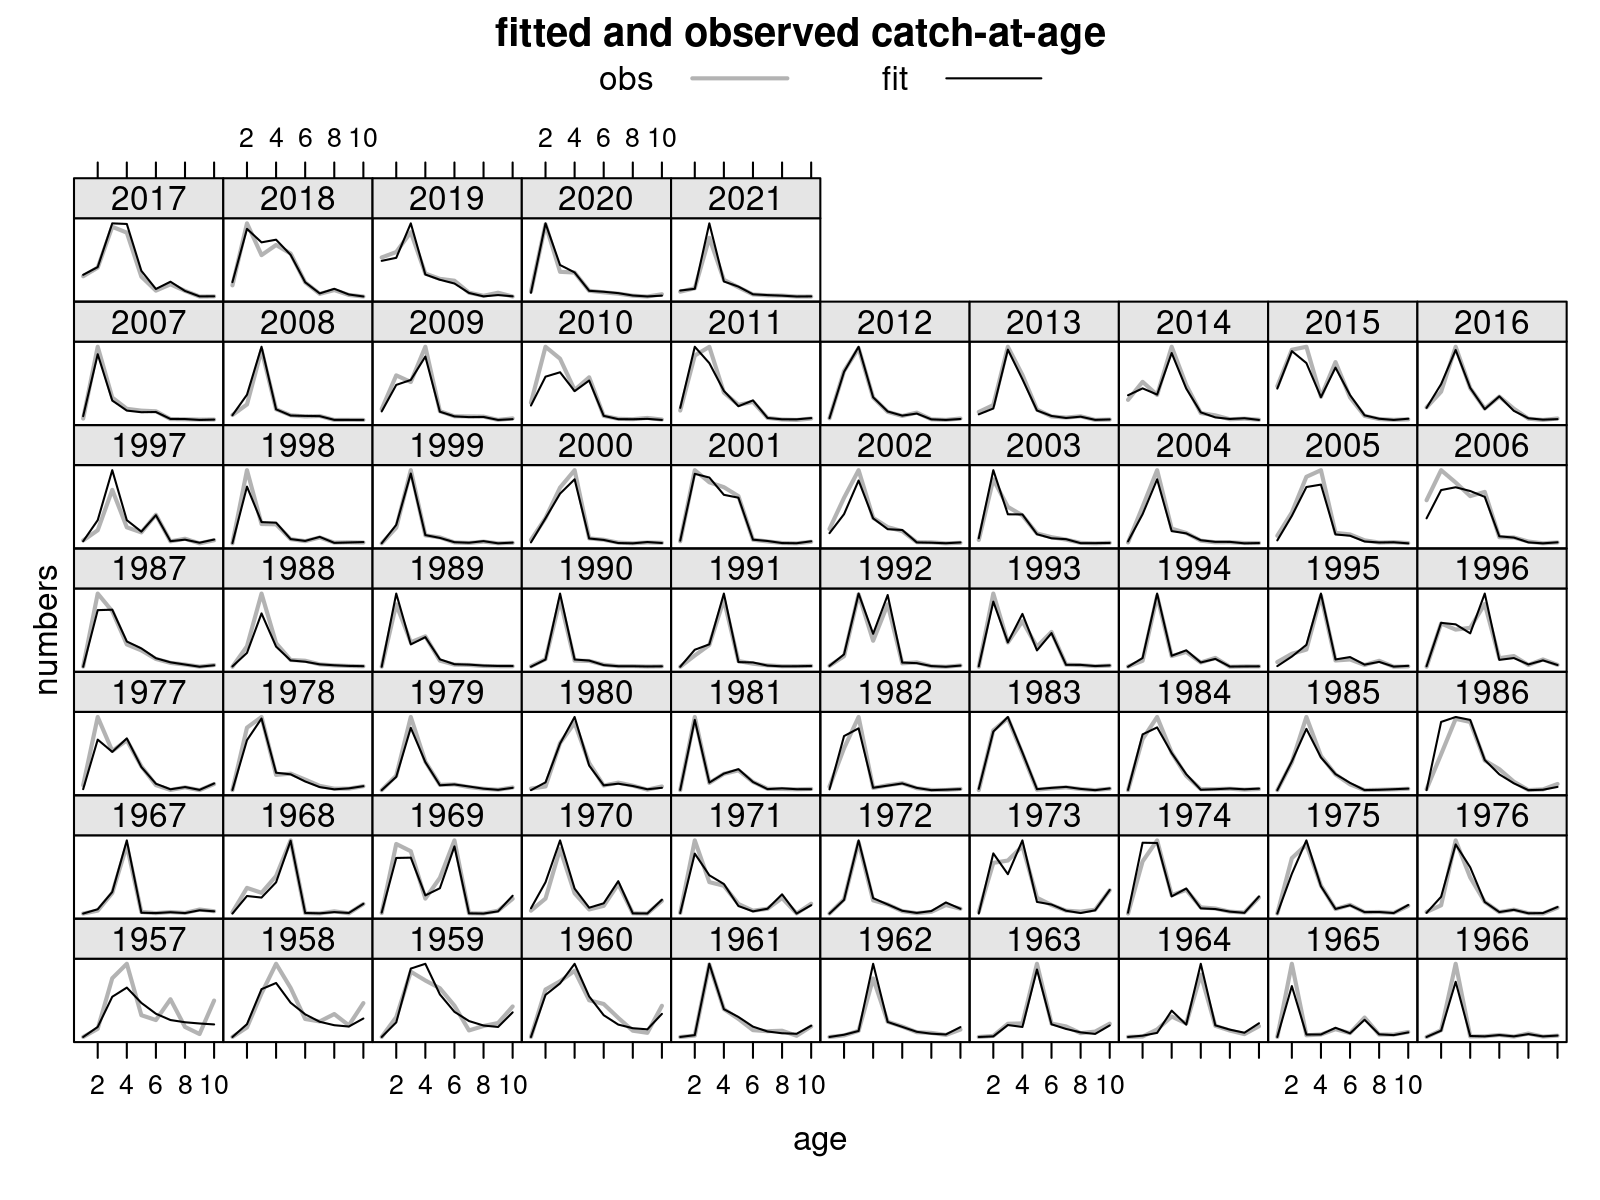 fitted and observed catch-at-age
obs fit
2 4 6 8 10 2 4 6 8 10
2017 2018 2019 2020 2021
2007 2008 2009 2010 2011 2012 2013 2014 2015 2016
1997 1998 1999 2000 2001 2002 2003 2004 2005 2006
1987 1988 1989 1990 1991 1992 1993 1994 1995 1996
numbers
1977 1978 1979 1980 1981 1982 1983 1984 1985 1986
1967 1968 1969 1970 1971 1972 1973 1974 1975 1976
1957 1958 1959 1960 1961 1962 1963 1964 1965 1966
2 4 6 8 10 2 4 6 8 10 2 4 6 8 10 2 4 6 8 10 2 4 6 8 10
age